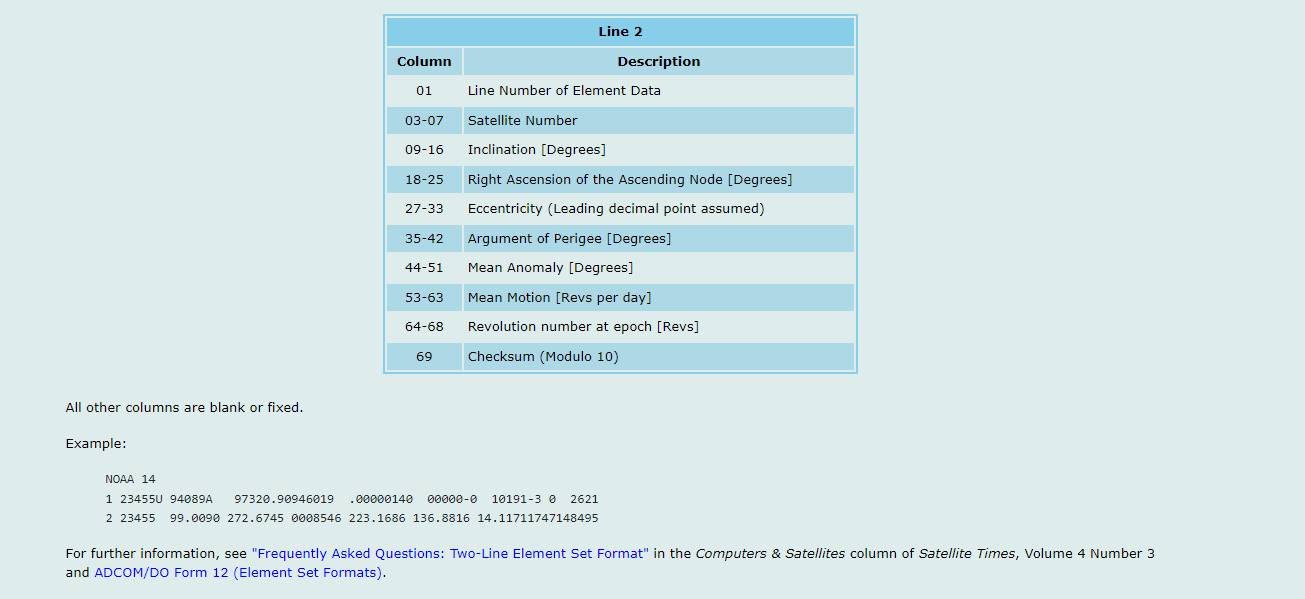 Line 2
Column Description
01 Line Number of Element Data
03-07 Satellite Number
09-16 Inclination [Degrees]
18-25 Right Ascension of the Ascending Node [Degrees]
27-33 Eccentricity (Leading decimal point assumed)
35-42 Argument of Perigee [Degrees]
44-51 Mean Anomaly [Degrees]
53-63 Mean Motion [Revs per day]
64-68 Revolution number at epoch [Revs]
69 Checksum (Modulo 10)
All other columns are blank or fixed.
Example:
NOAA 14
1 23455U 94089A   97320.90946019  .00000140  00000-0  10191-3 0  2621
2 23455  99.0090 272.6745 0008546 223.1686 136.8816 14.11711747148495
For further information, see "Frequently Asked Questions: Two-Line Element Set Format" in the Computers & Satellites column of Satellite Times, Volume 4 Number 3
and ADCOM/DO Form 12 (Element Set Formats).